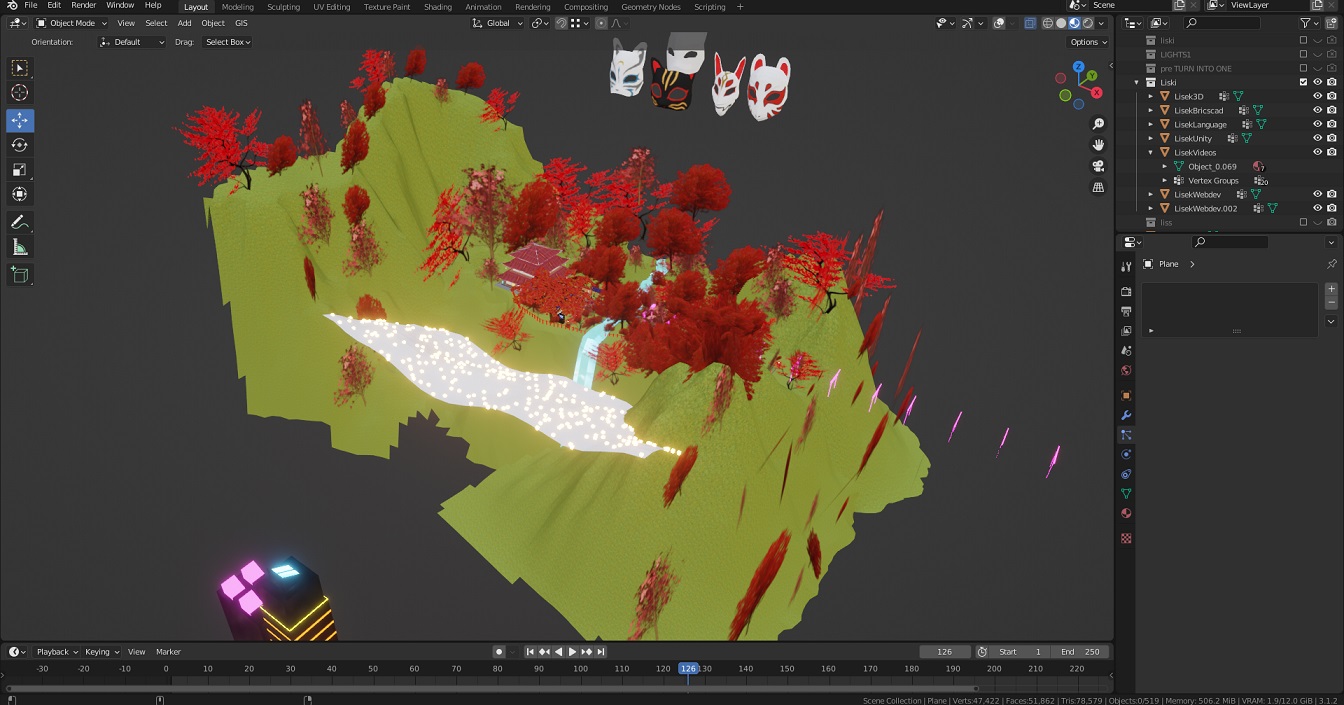 File Edit Render Window Help Layout Modeling Sculpting UV Editing Texture Paint Shading Animation Rendering Compositing Geometry Nodes Scripting + Scene ViewLayer
Object Mode View Select Add Object GIS Global
Orientation: Default Drag: Select Box Options
liski
LIGHTS1
pre TURN INTO ONE
Liski
Lisek3D
LisekBricscad
LisekLanguage
LisekUnity
LisekVideos
Object_0.069 7
Vertex Groups 20
LisekWebdev
LisekWebdev.002
liss
Z
Y
X
Plane
Playback Keying View Marker 126 Start 1 End 250
-30 -20 -10 0 10 20 30 40 50 60 70 80 90 100 110 120 126 130 140 150 160 170 180 190 200 210 220
Scene Collection | Plane | Verts:47,422 | Faces:51,862 | Tris:78,579 | Objects:0/519 | Memory: 506.2 MiB | VRAM: 1.9/12.0 GiB | 3.1.2